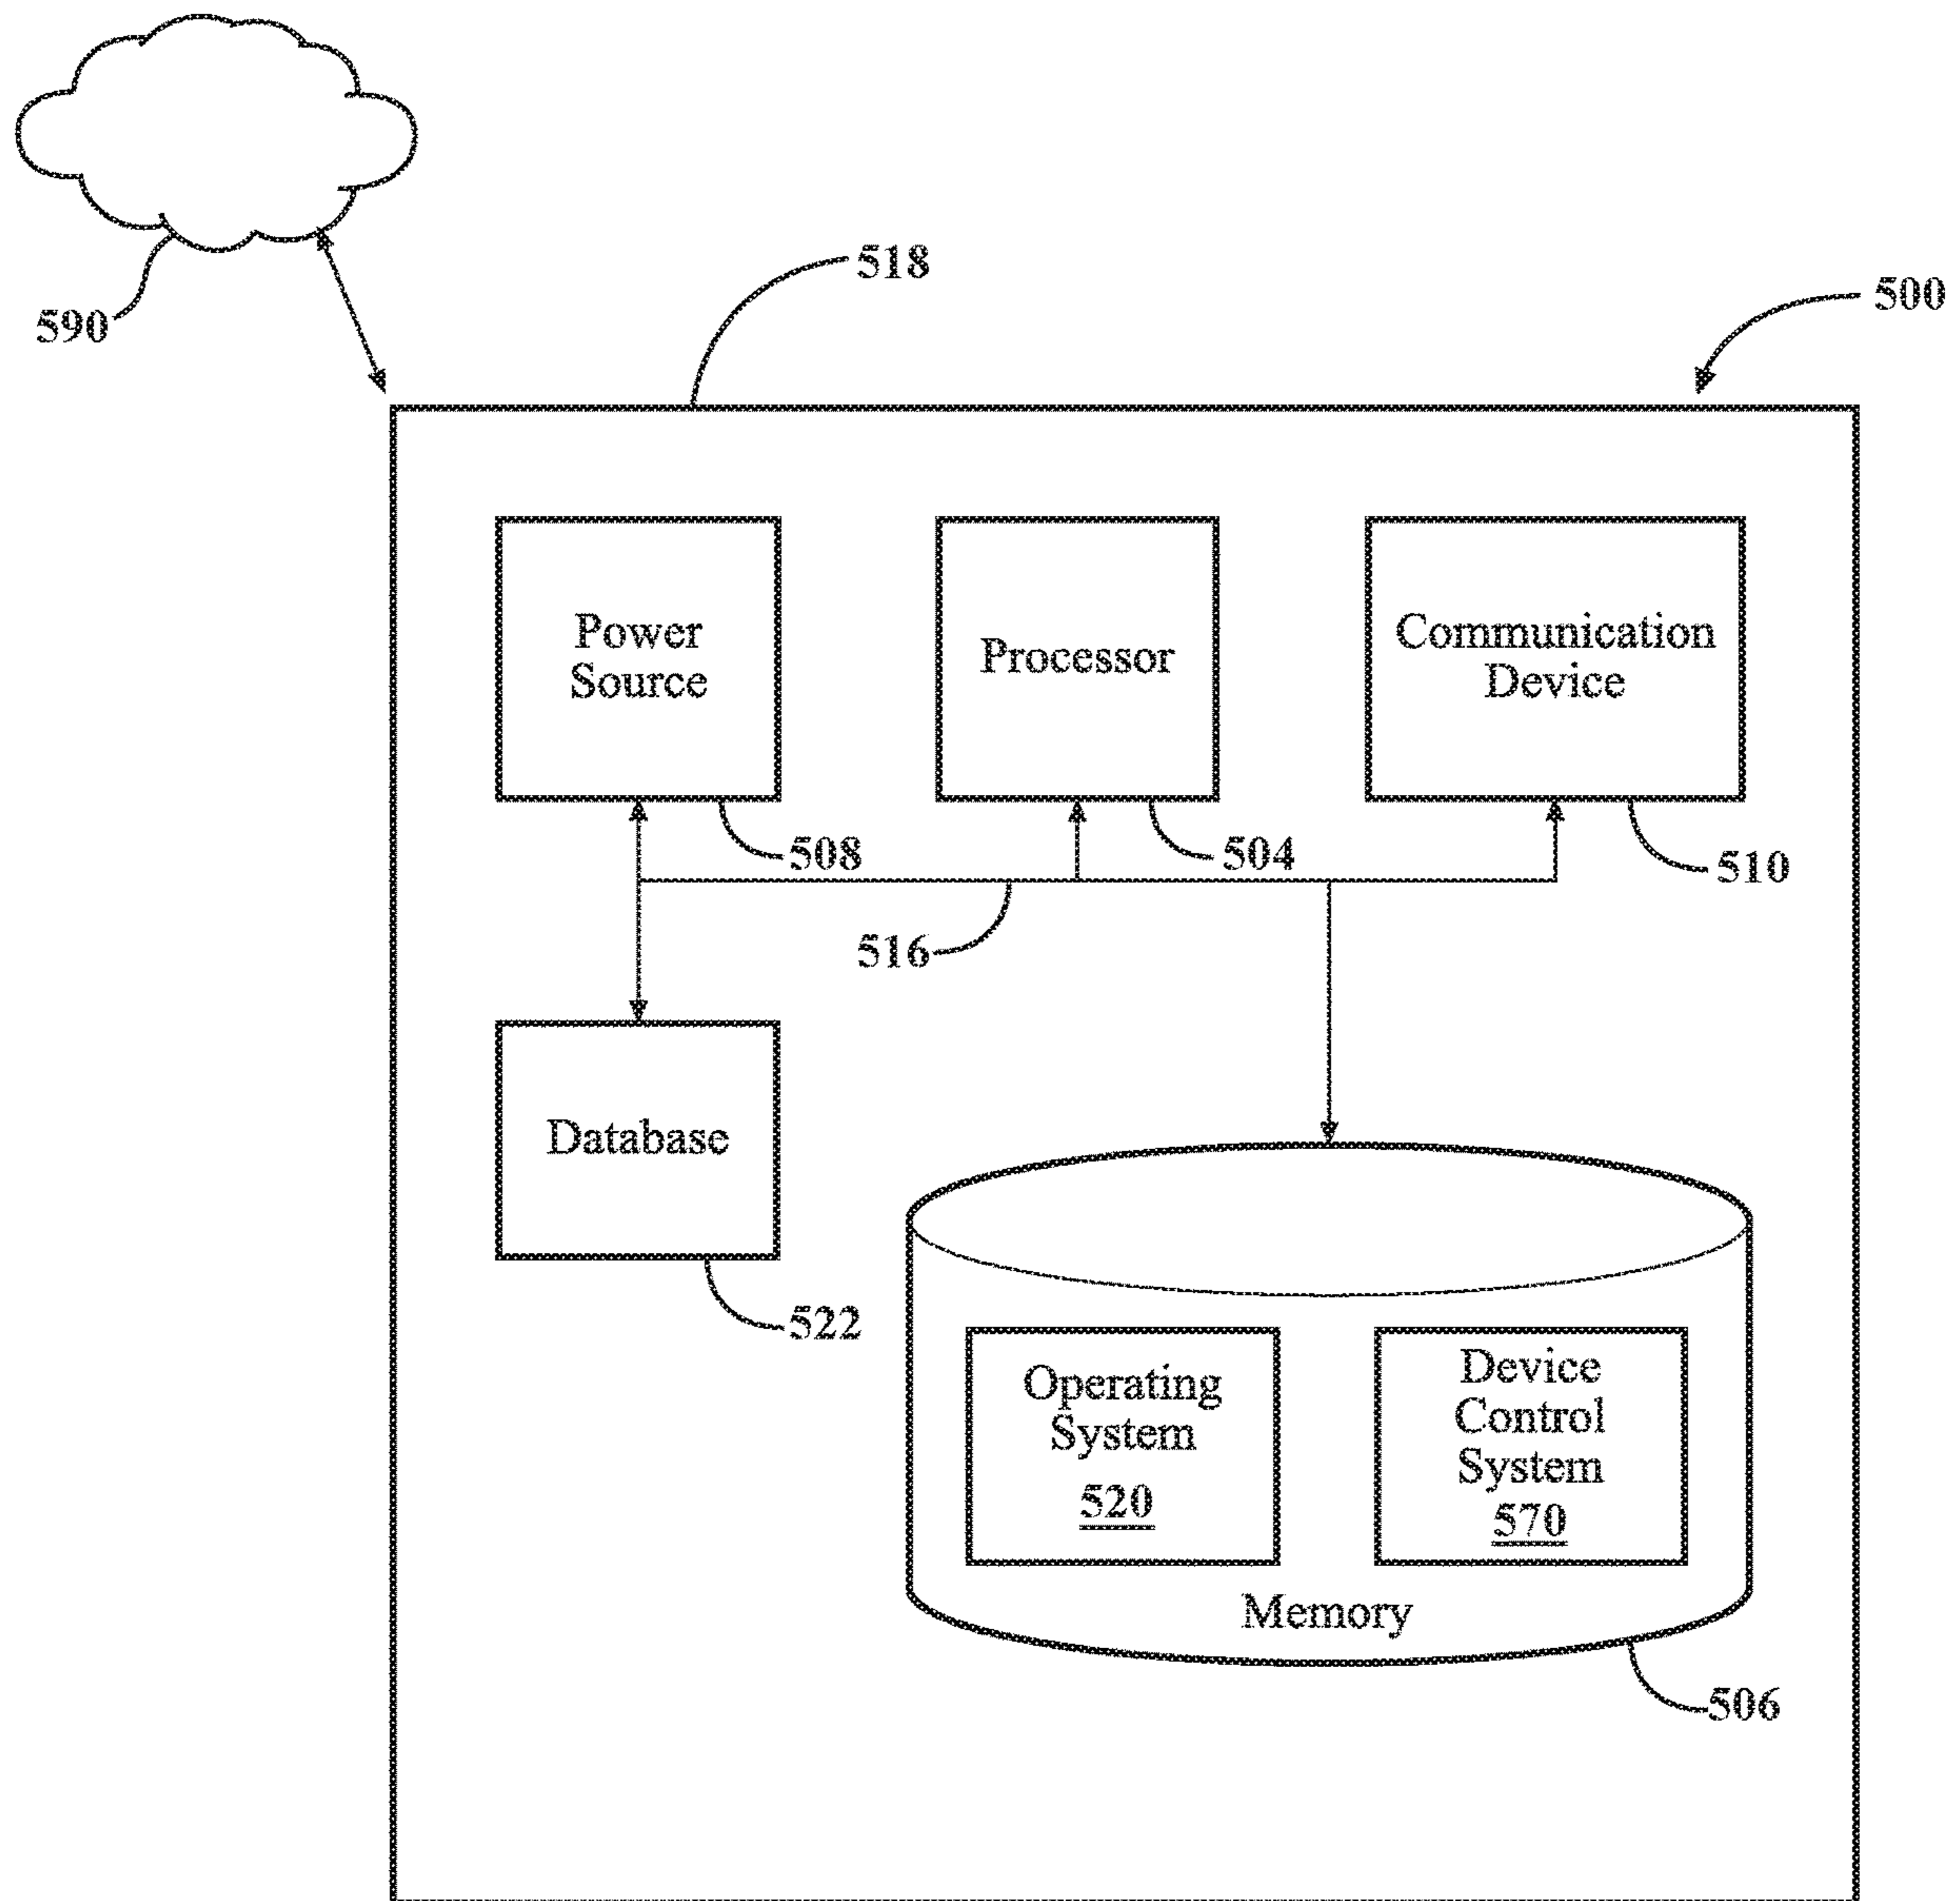 590
518
500
Power
Source
508
Processor
504
Communication
Device
510
516
Database
522
Operating
System
520
Device
Control
System
570
Memory
506